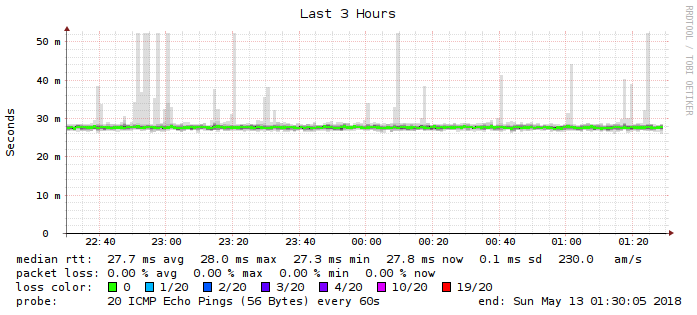 Last 3 Hours
RRDTOOL / TOBI OETIKER
Seconds
50 m
40 m
30 m
20 m
10 m
0
22:40 23:00 23:20 23:40 00:00 00:20 00:40 01:00 01:20
median rtt: 27.7 ms avg 28.0 ms max 27.3 ms min 27.8 ms now 0.1 ms sd 230.0 am/s
packet loss: 0.00 % avg 0.00 % max 0.00 % min 0.00 % now
loss color: 0 1/20 2/20 3/20 4/20 10/20 19/20
probe: 20 ICMP Echo Pings (56 Bytes) every 60s end: Sun May 13 01:30:05 2018